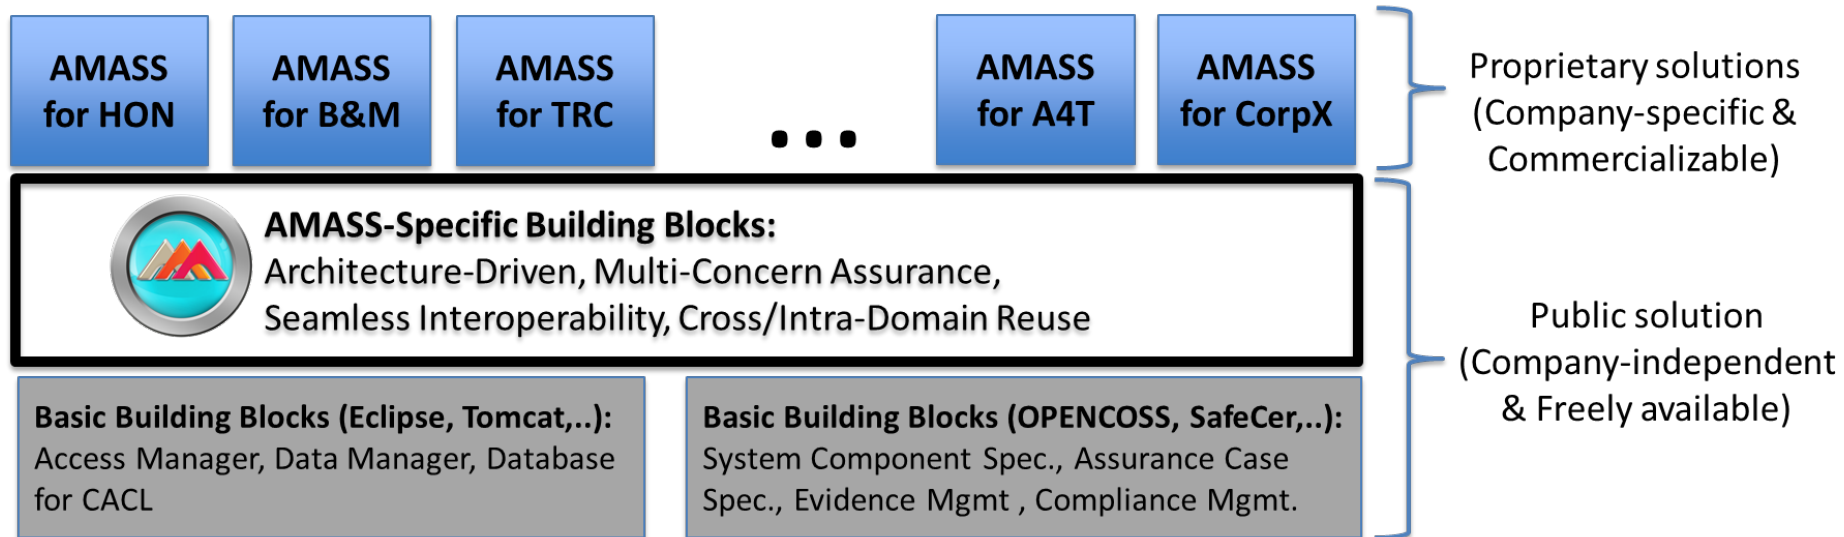 AMASS
for HON
AMASS
for B&M
AMASS
for TRC
...
AMASS
for A4T
AMASS
for CorpX
Proprietary solutions
(Company-specific &
Commercializable)
AMASS-Specific Building Blocks:
Architecture-Driven, Multi-Concern Assurance,
Seamless Interoperability, Cross/Intra-Domain Reuse
Public solution
(Company-independent
& Freely available)
Basic Building Blocks (Eclipse, Tomcat,..):
Access Manager, Data Manager, Database
for CACL
Basic Building Blocks (OPENCOSS, SafeCer,..):
System Component Spec., Assurance Case
Spec., Evidence Mgmt , Compliance Mgmt.